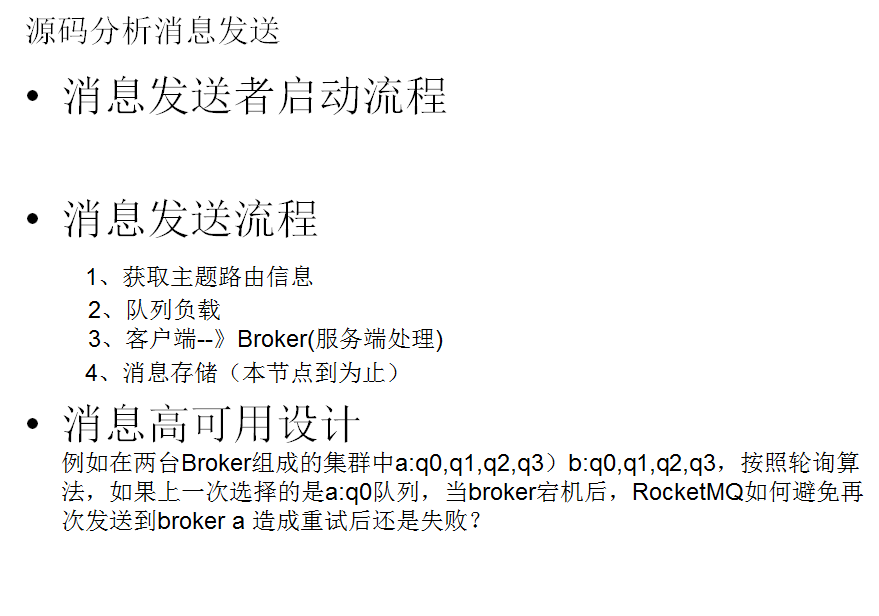 源码分析消息发送
• 消息发送者启动流程
• 消息发送流程
1、获取主题路由信息
2、队列负载
3、客户端--》Broker(服务端处理)
4、消息存储（本节点到为止）
• 消息高可用设计
例如在两台Broker组成的集群中a:q0,q1,q2,q3）b:q0,q1,q2,q3，按照轮询算
法，如果上一次选择的是a:q0队列，当broker宕机后，RocketMQ如何避免再
次发送到broker a 造成重试后还是失败？